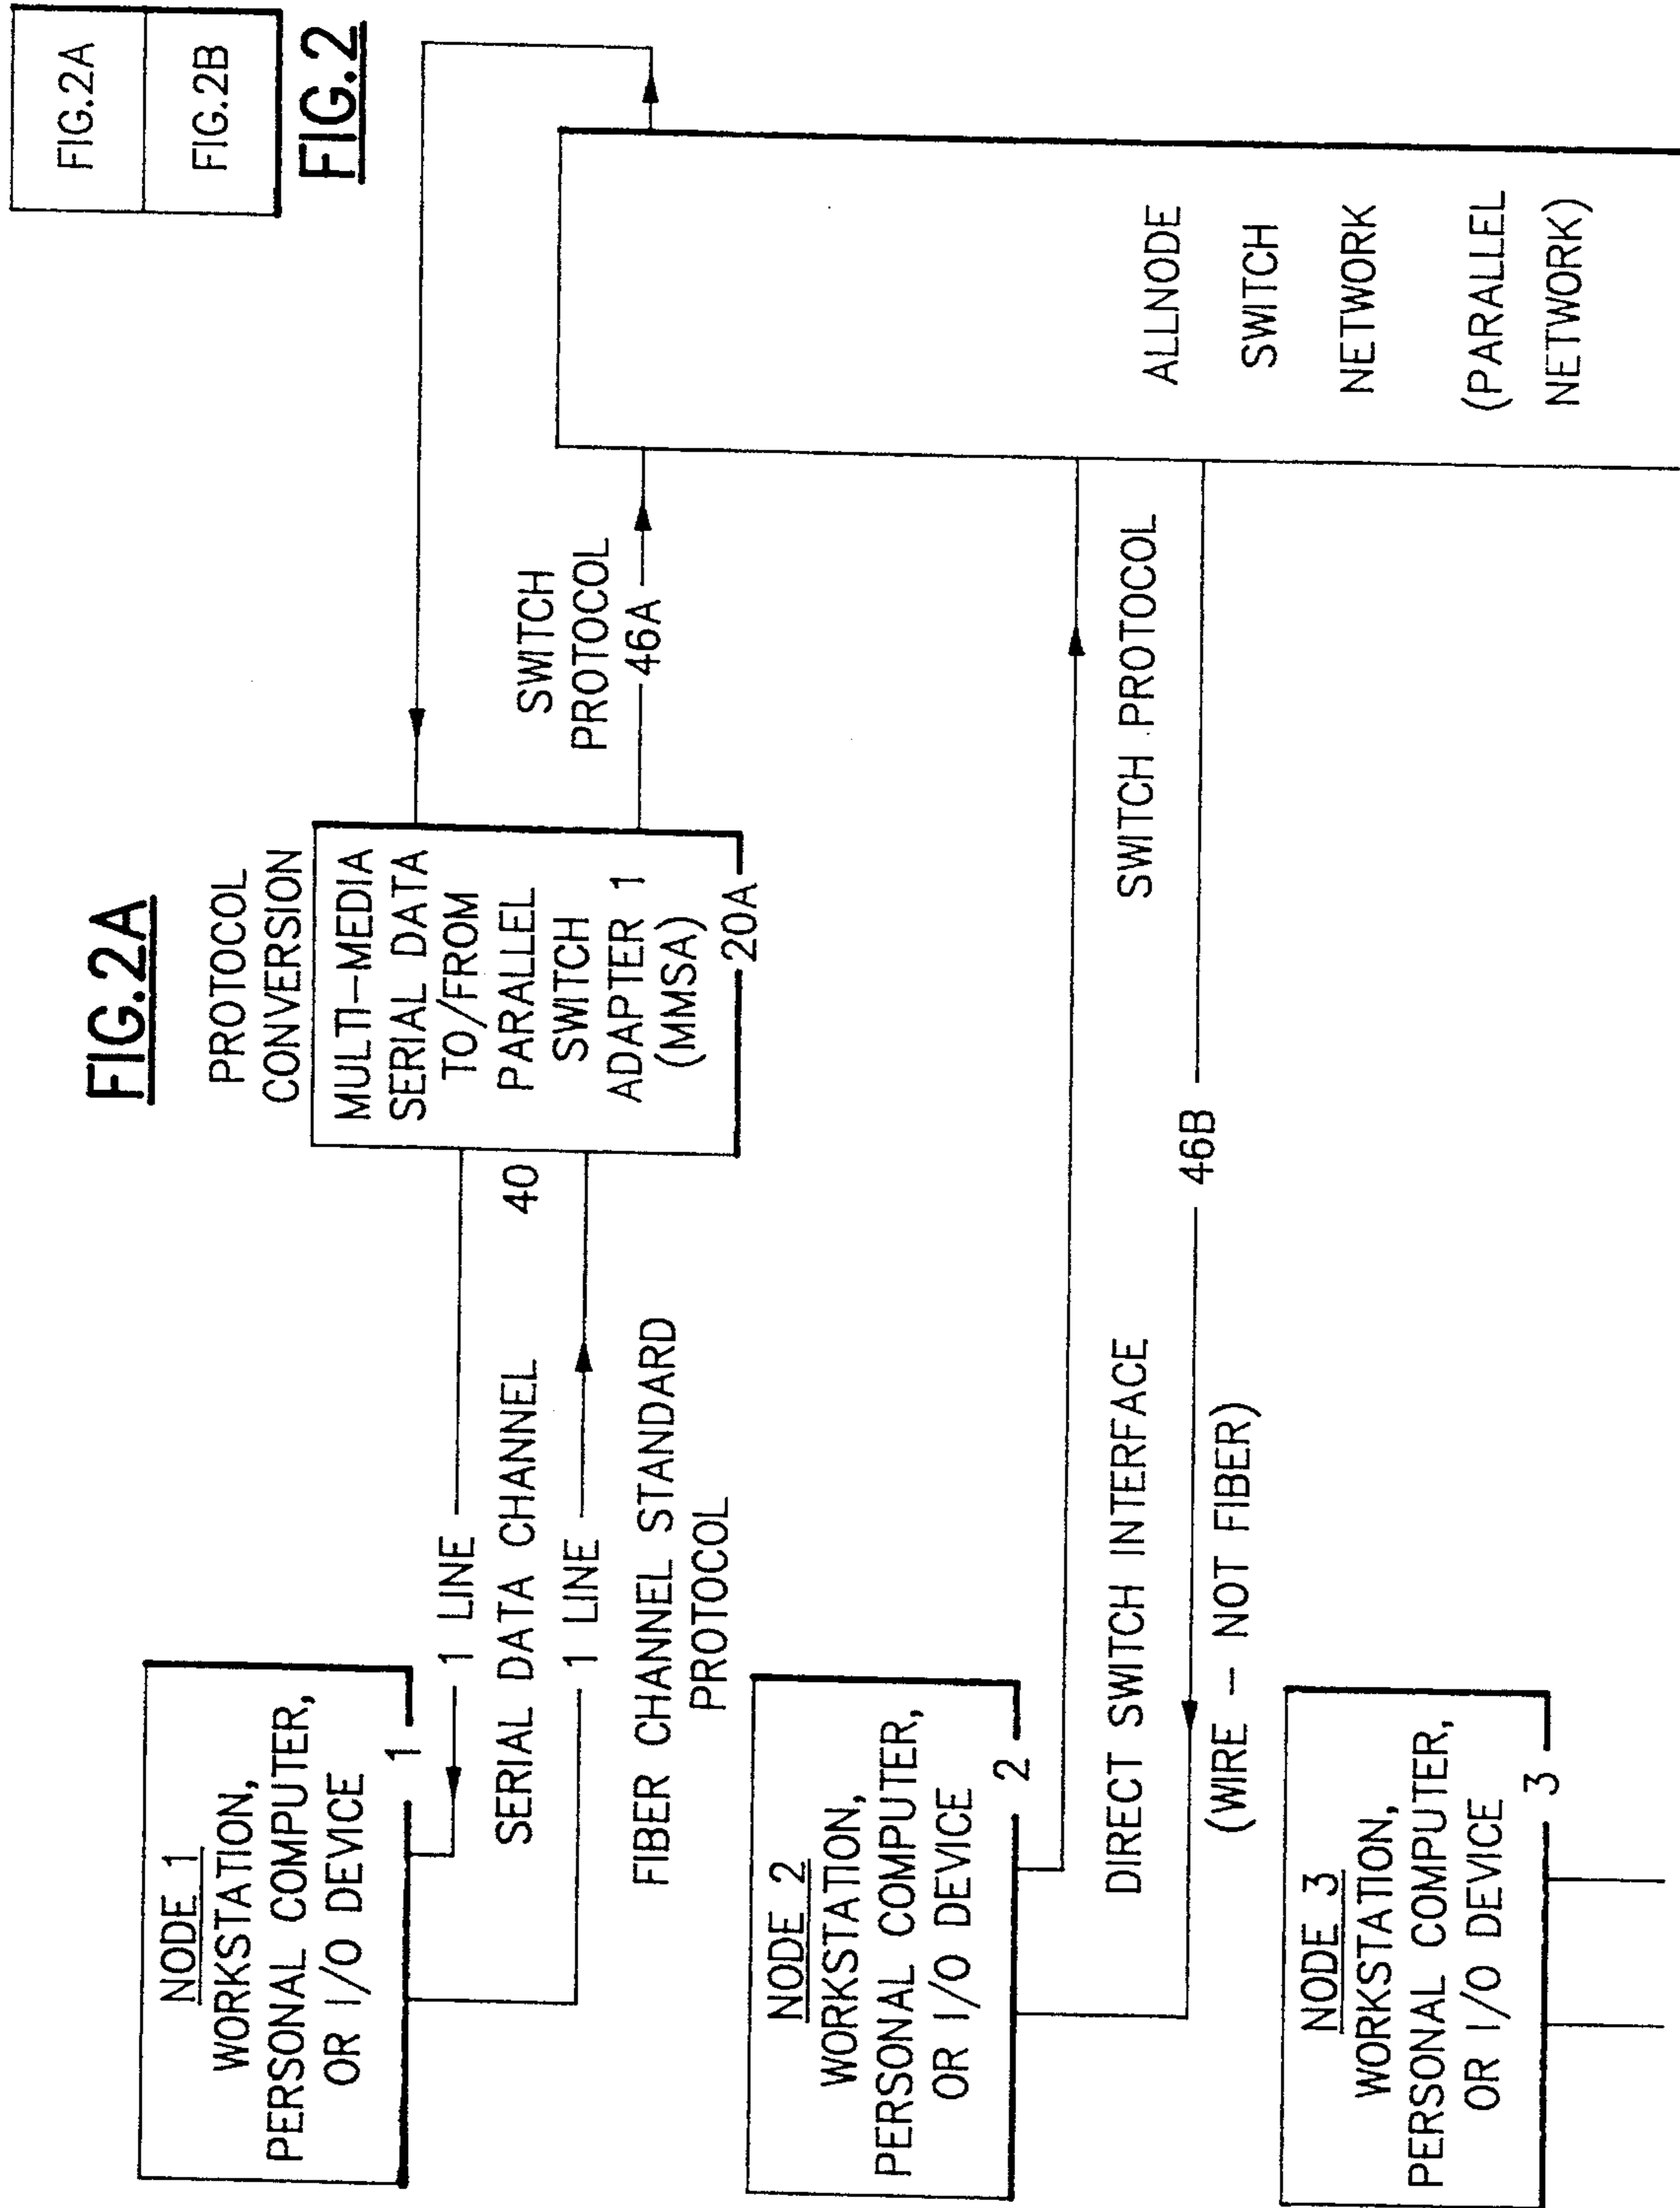 FIG.2A
FIG.2B
FIG.2
FIG.2A
PROTOCOL
CONVERSION
MULTI-MEDIA
SERIAL DATA
TO/FROM
PARALLEL
SWITCH
ADAPTER 1
(MMSA)
20A
NODE 1
WORKSTATION,
PERSONAL COMPUTER,
OR I/O DEVICE
1
1 LINE
SERIAL DATA CHANNEL
40
1 LINE
FIBER CHANNEL STANDARD
PROTOCOL
SWITCH
PROTOCOL
46A
NODE 2
WORKSTATION,
PERSONAL COMPUTER,
OR I/O DEVICE
2
DIRECT SWITCH INTERFACE
SWITCH PROTOCOL
46B
(WIRE - NOT FIBER)
ALLNODE
SWITCH
NETWORK
(PARALLEL
NETWORK)
NODE 3
WORKSTATION,
PERSONAL COMPUTER,
OR I/O DEVICE
3